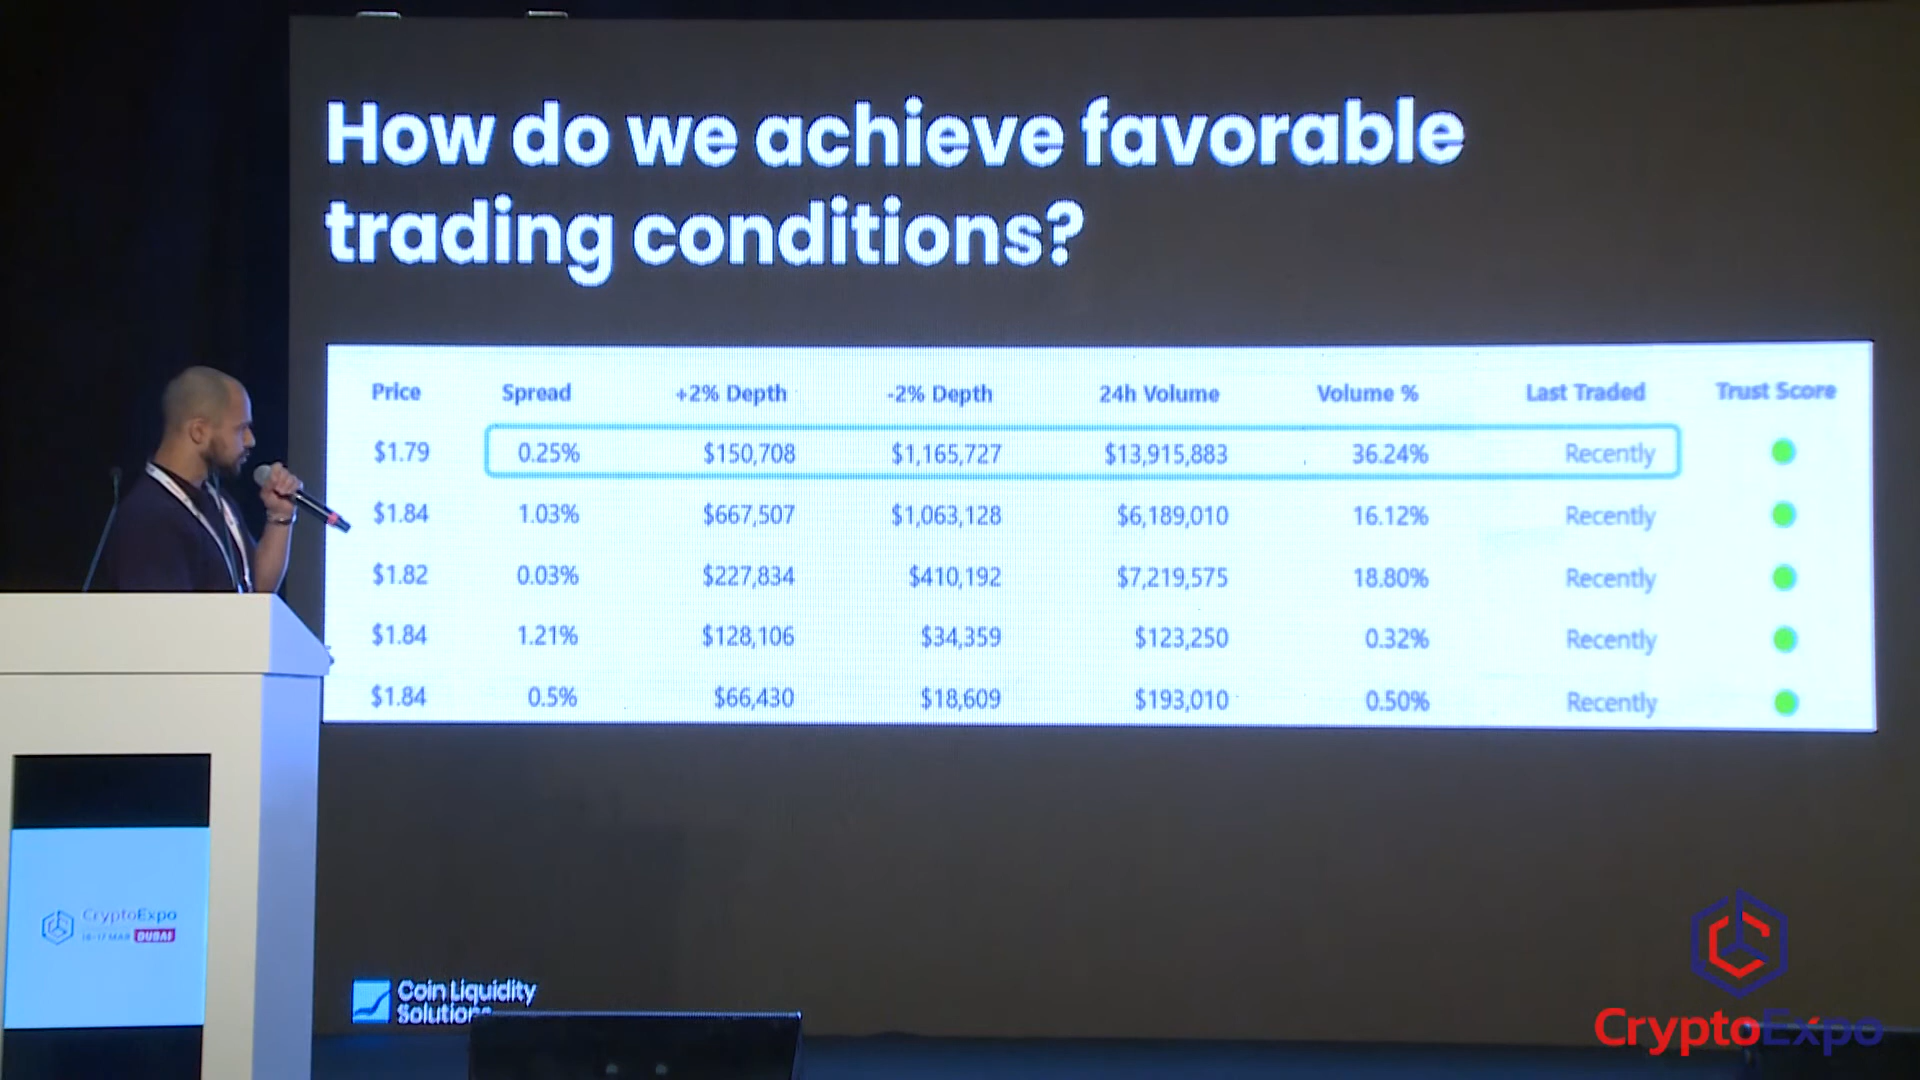 How do we achieve favorable
trading conditions?
Price Spread +2% Depth -2% Depth 24h Volume Volume % Last Traded Trust Score
$1.79 0.25% $150,708 $1,165,727 $13,915,883 36.24% Recently
$1.84 1.03% $667,507 $1,063,128 $6,189,010 16.12% Recently
$1.82 0.03% $227,834 $410,192 $7,219,575 18.80% Recently
$1.84 1.21% $128,106 $34,359 $123,250 0.32% Recently
$1.84 0.5% $66,430 $18,609 $193,010 0.50% Recently
CryptoExpo
16-17 MAR DUBAI
Coin Liquidity
Solutions
CryptoExpo